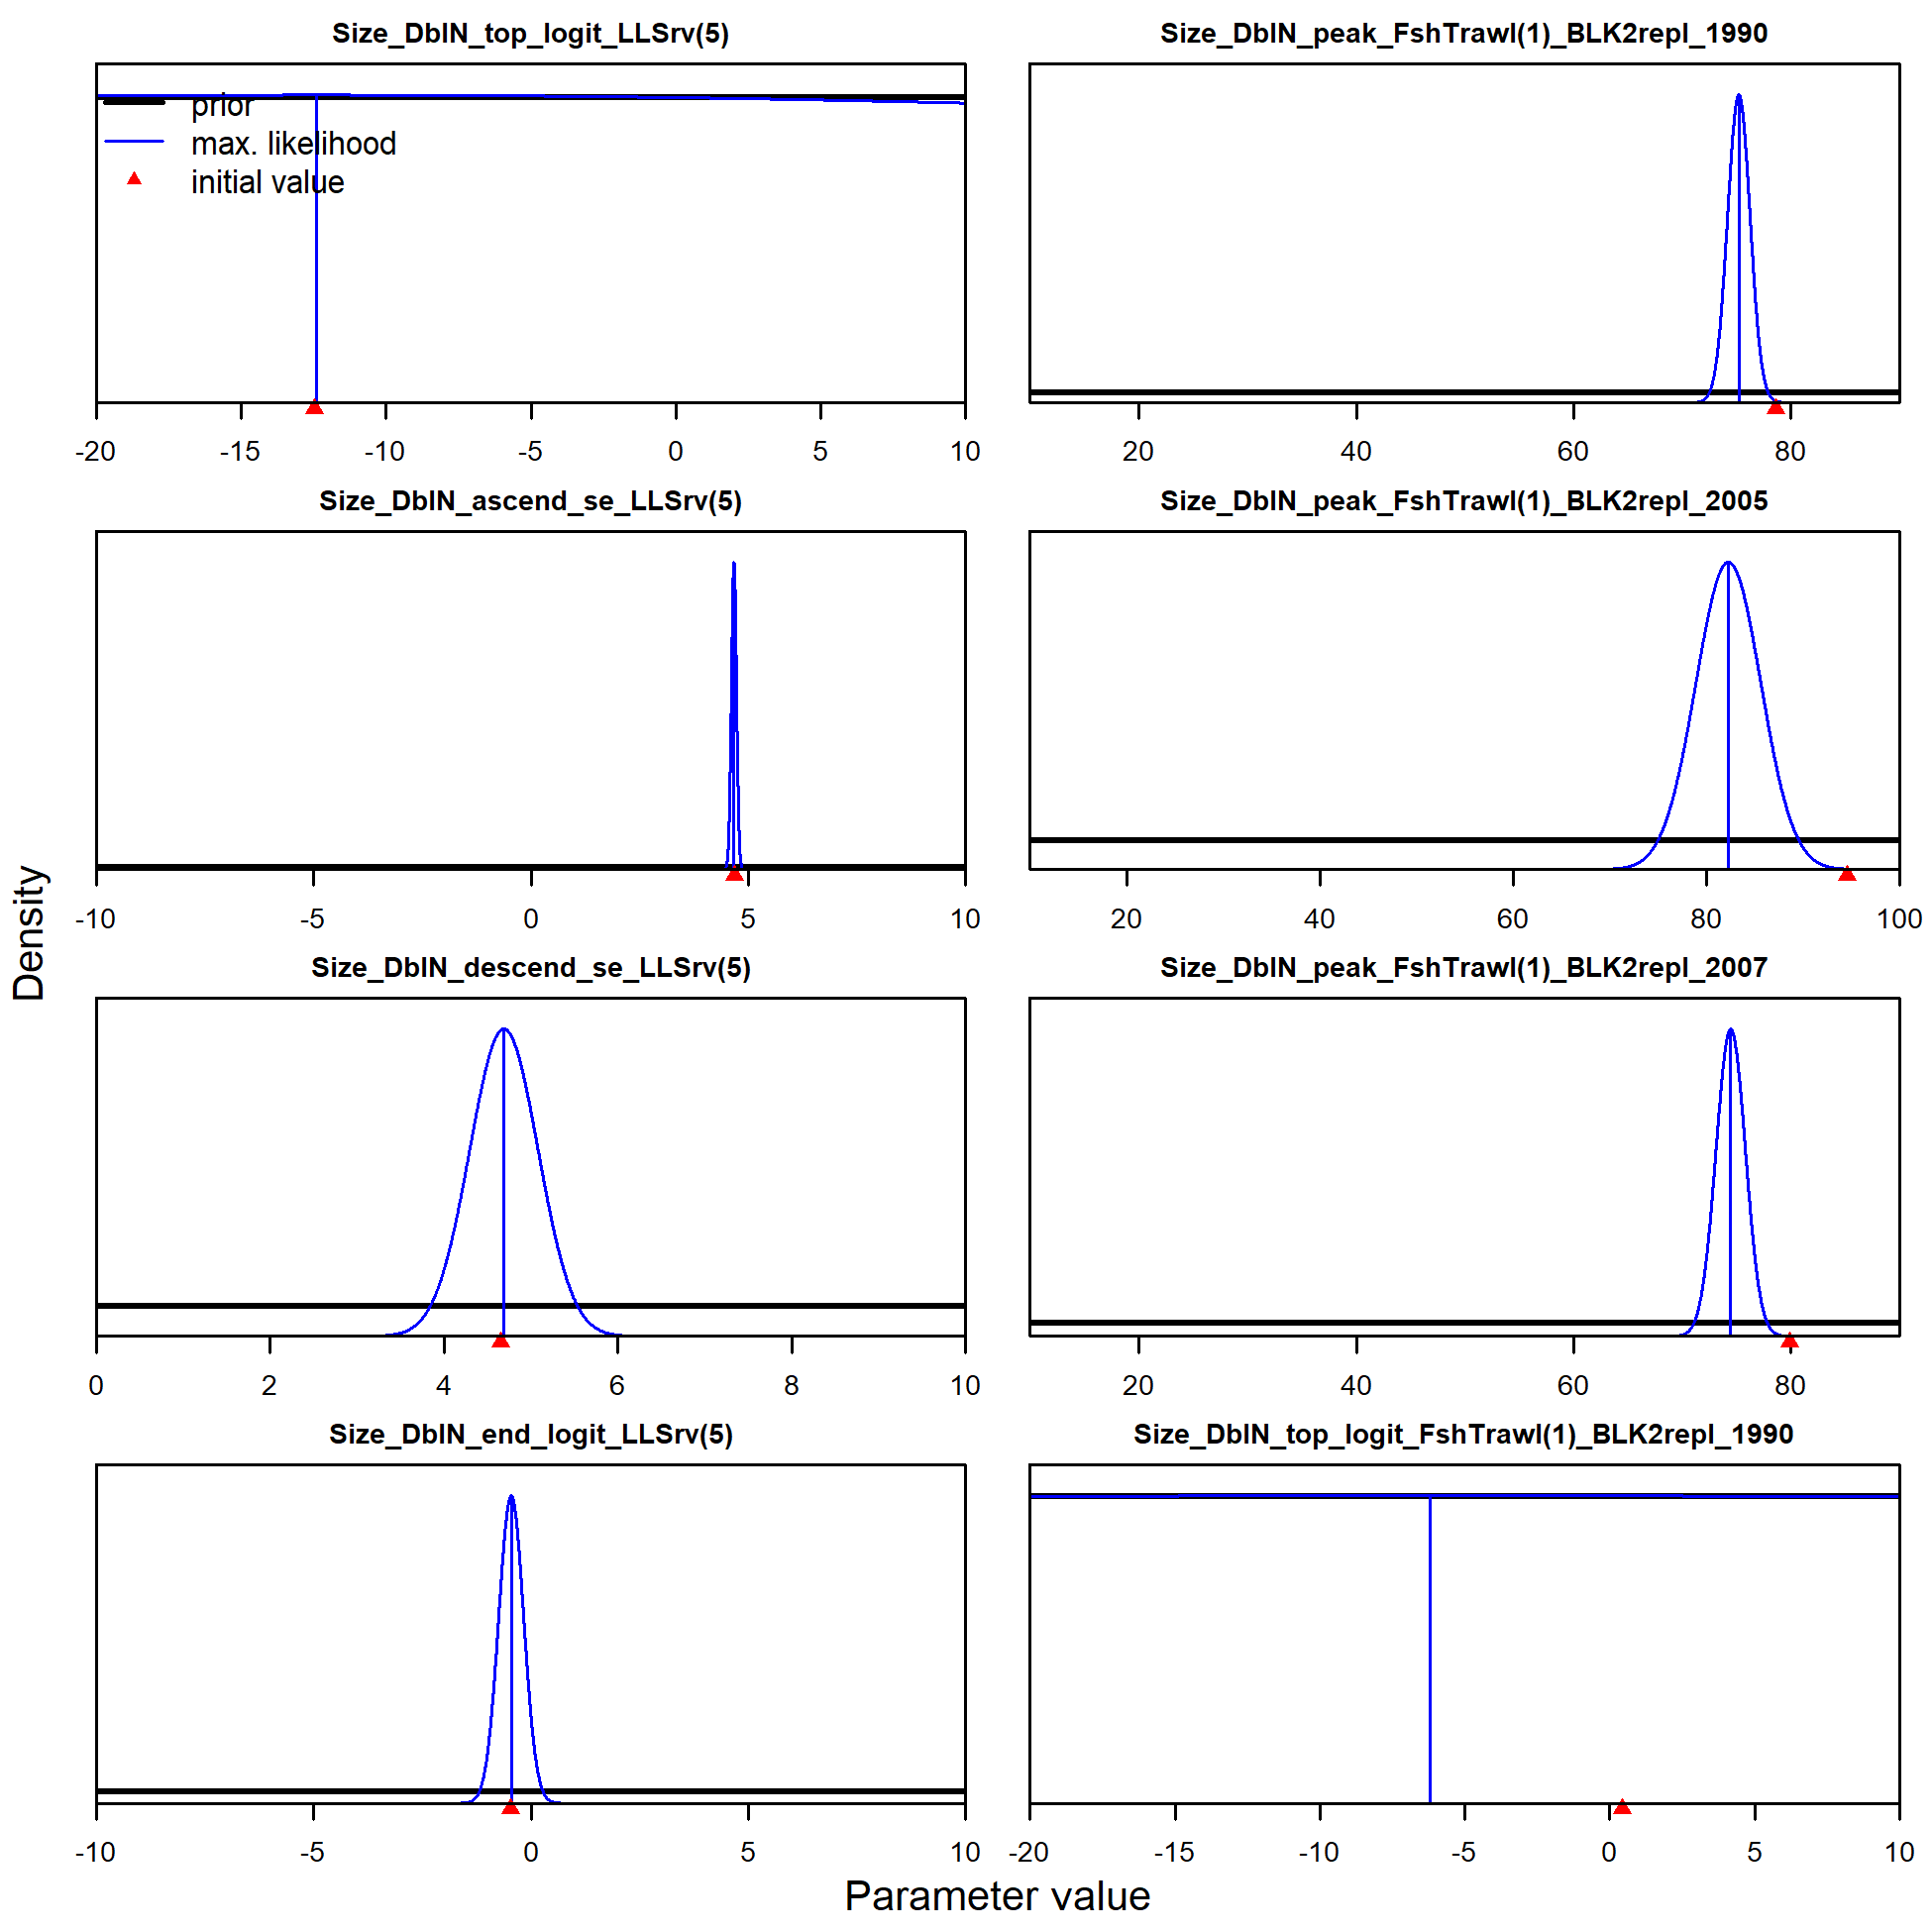 Size_DblN_top_logit_LLSrv(5)
prior
max. likelihood
initial value
-20 -15 -10 -5 0 5 10
Size_DblN_peak_FshTrawl(1)_BLK2repl_1990
20 40 60 80
Size_DblN_ascend_se_LLSrv(5)
-10 -5 0 5 10
Size_DblN_peak_FshTrawl(1)_BLK2repl_2005
20 40 60 80 100
Size_DblN_descend_se_LLSrv(5)
0 2 4 6 8 10
Size_DblN_peak_FshTrawl(1)_BLK2repl_2007
20 40 60 80
Size_DblN_end_logit_LLSrv(5)
-10 -5 0 5 10
Size_DblN_top_logit_FshTrawl(1)_BLK2repl_1990
-20 -15 -10 -5 0 5 10
Density
Parameter value